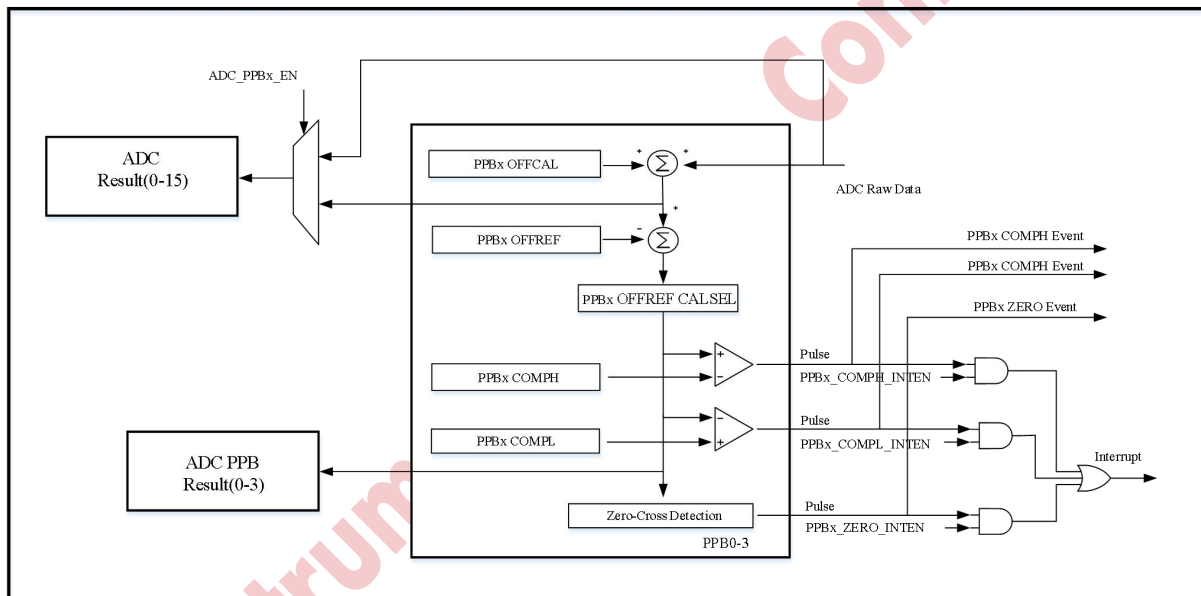 ADC_PPBx_EN
ADC
Result(0-15)
PPBx OFFCAL
+
Σ
+
ADC Raw Data
+
PPBx OFFREF
-
Σ
PPBx COMPH Event
PPBx COMPH Event
PPBx OFFREF CALSEL
PPBx ZERO Event
PPBx COMPH
+
-
Pulse
PPBx_COMPH_INTEN
PPBx COMPL
-
+
Pulse
PPBx_COMPL_INTEN
Interrupt
ADC PPB
Result(0-3)
Zero-Cross Detection
Pulse
PPBx_ZERO_INTEN
PPB0-3
Com
trum